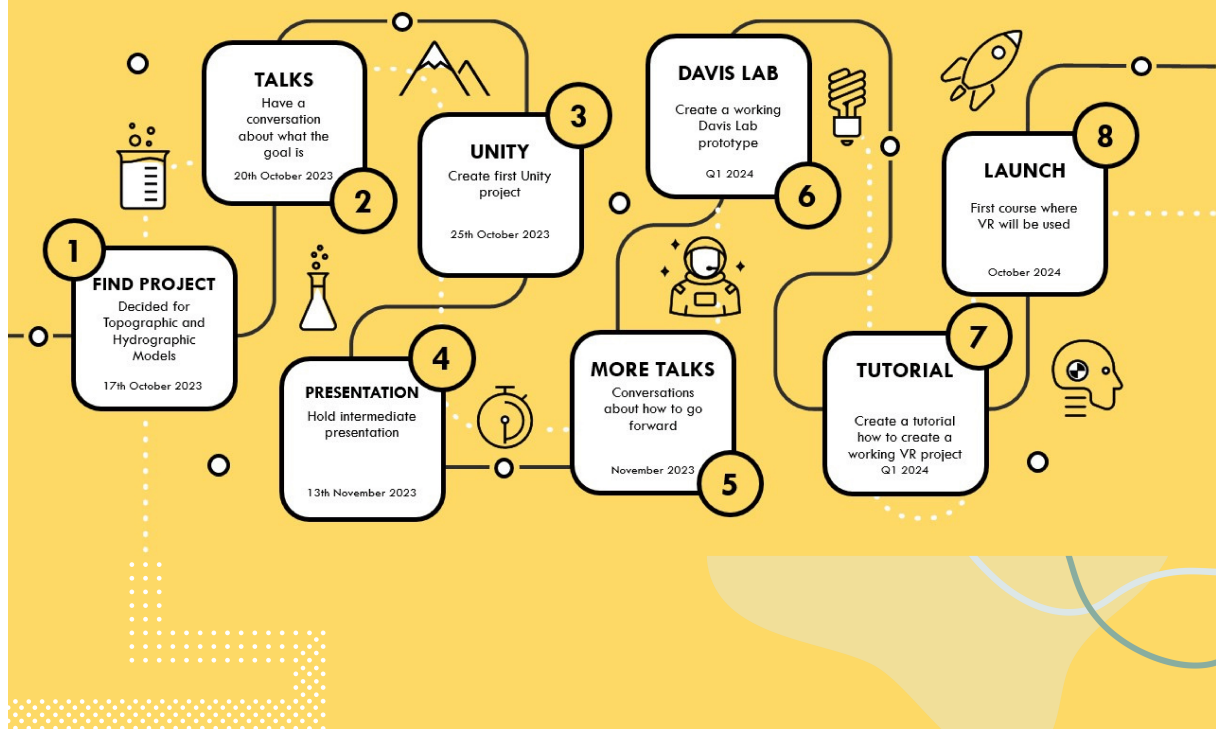 1
FIND PROJECT
Decided for
Topographic and
Hydrographic
Models
17th October 2023
TALKS
Have a
conversation
about what the
goal is
20th October 2023
2
3
UNITY
Create first Unity
project
25th October 2023
4
PRESENTATION
Hold intermediate
presentation
13th November 2023
MORE TALKS
Conversations
about how to go
forward
November 2023
5
DAVIS LAB
Create a working
Davis Lab
prototype
Q1 2024
6
7
TUTORIAL
Create a tutorial
how to create a
working VR project
Q1 2024
8
LAUNCH
First course where
VR will be used
October 2024